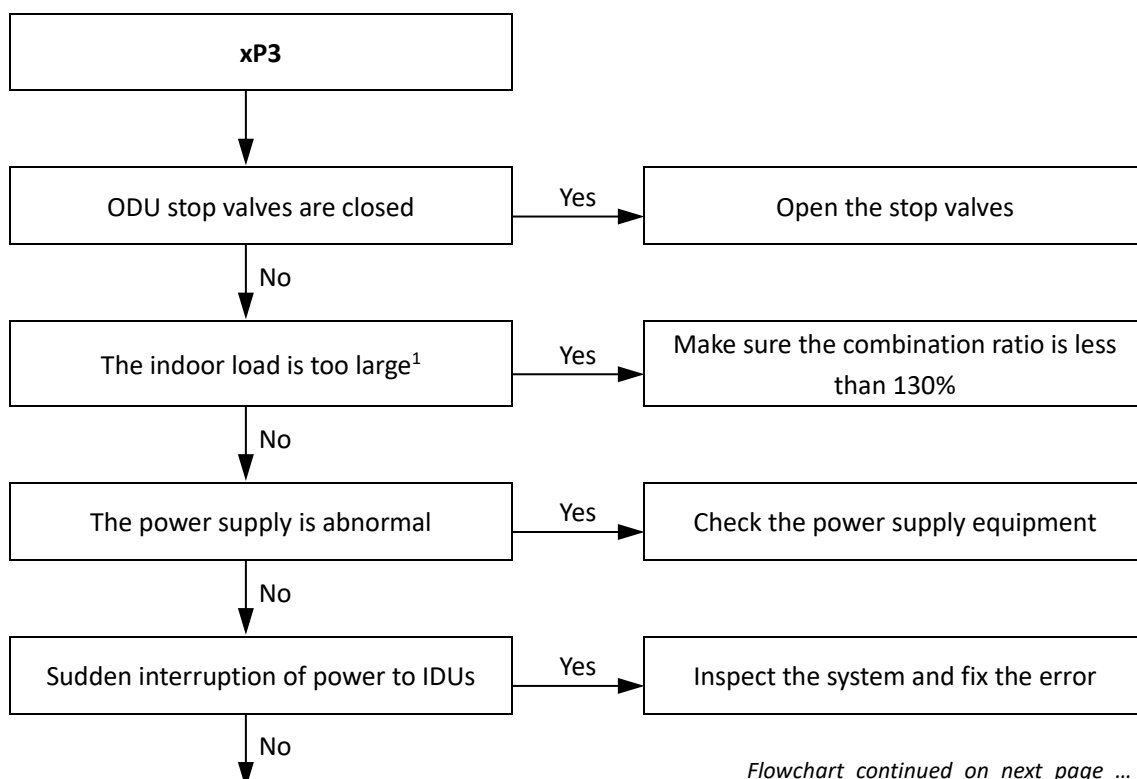 xP3
ODU stop valves are closed
Yes
Open the stop valves
No
The indoor load is too large¹
Yes
Make sure the combination ratio is less
than 130%
No
The power supply is abnormal
Yes
Check the power supply equipment
No
Sudden interruption of power to IDUs
Yes
Inspect the system and fix the error
No
Flowchart continued on next page ...